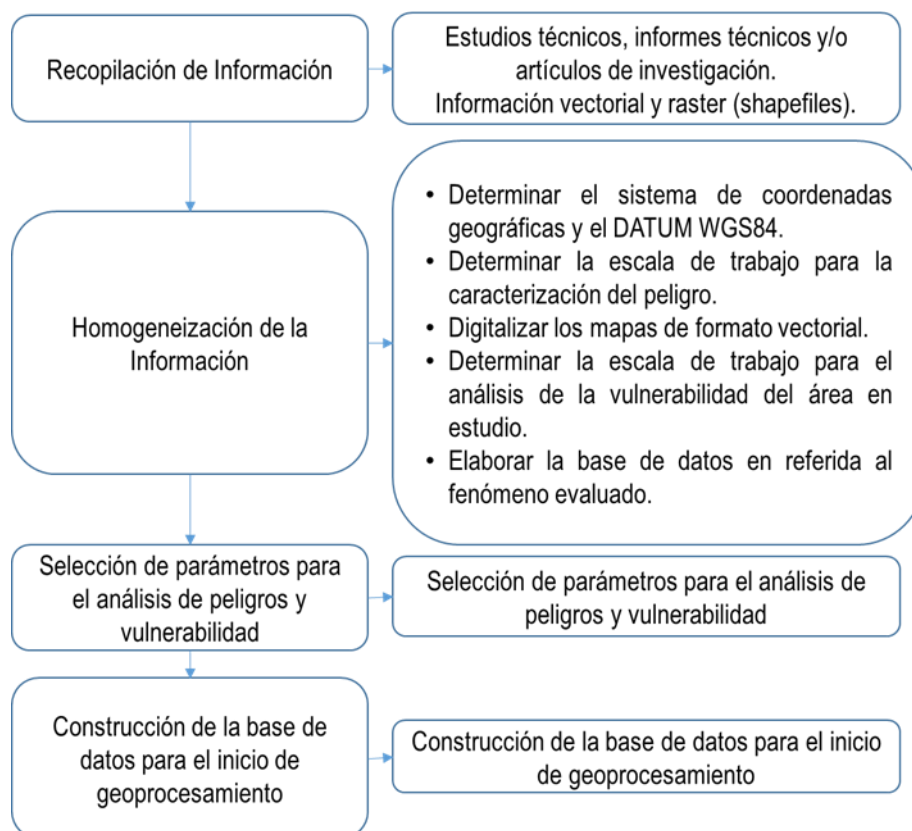 Recopilación de Información
Estudios técnicos, informes técnicos y/o
artículos de investigación.
Información vectorial y raster (shapefiles).
Homogeneización de la
Información
• Determinar el sistema de coordenadas
geográficas y el DATUM WGS84.
• Determinar la escala de trabajo para la
caracterización del peligro.
• Digitalizar los mapas de formato vectorial.
• Determinar la escala de trabajo para el
análisis de la vulnerabilidad del área en
estudio.
• Elaborar la base de datos en referida al
fenómeno evaluado.
Selección de parámetros para
el análisis de peligros y
vulnerabilidad
Selección de parámetros para el análisis de
peligros y vulnerabilidad
Construcción de la base de
datos para el inicio de
geoprocesamiento
Construcción de la base de datos para el inicio
de geoprocesamiento